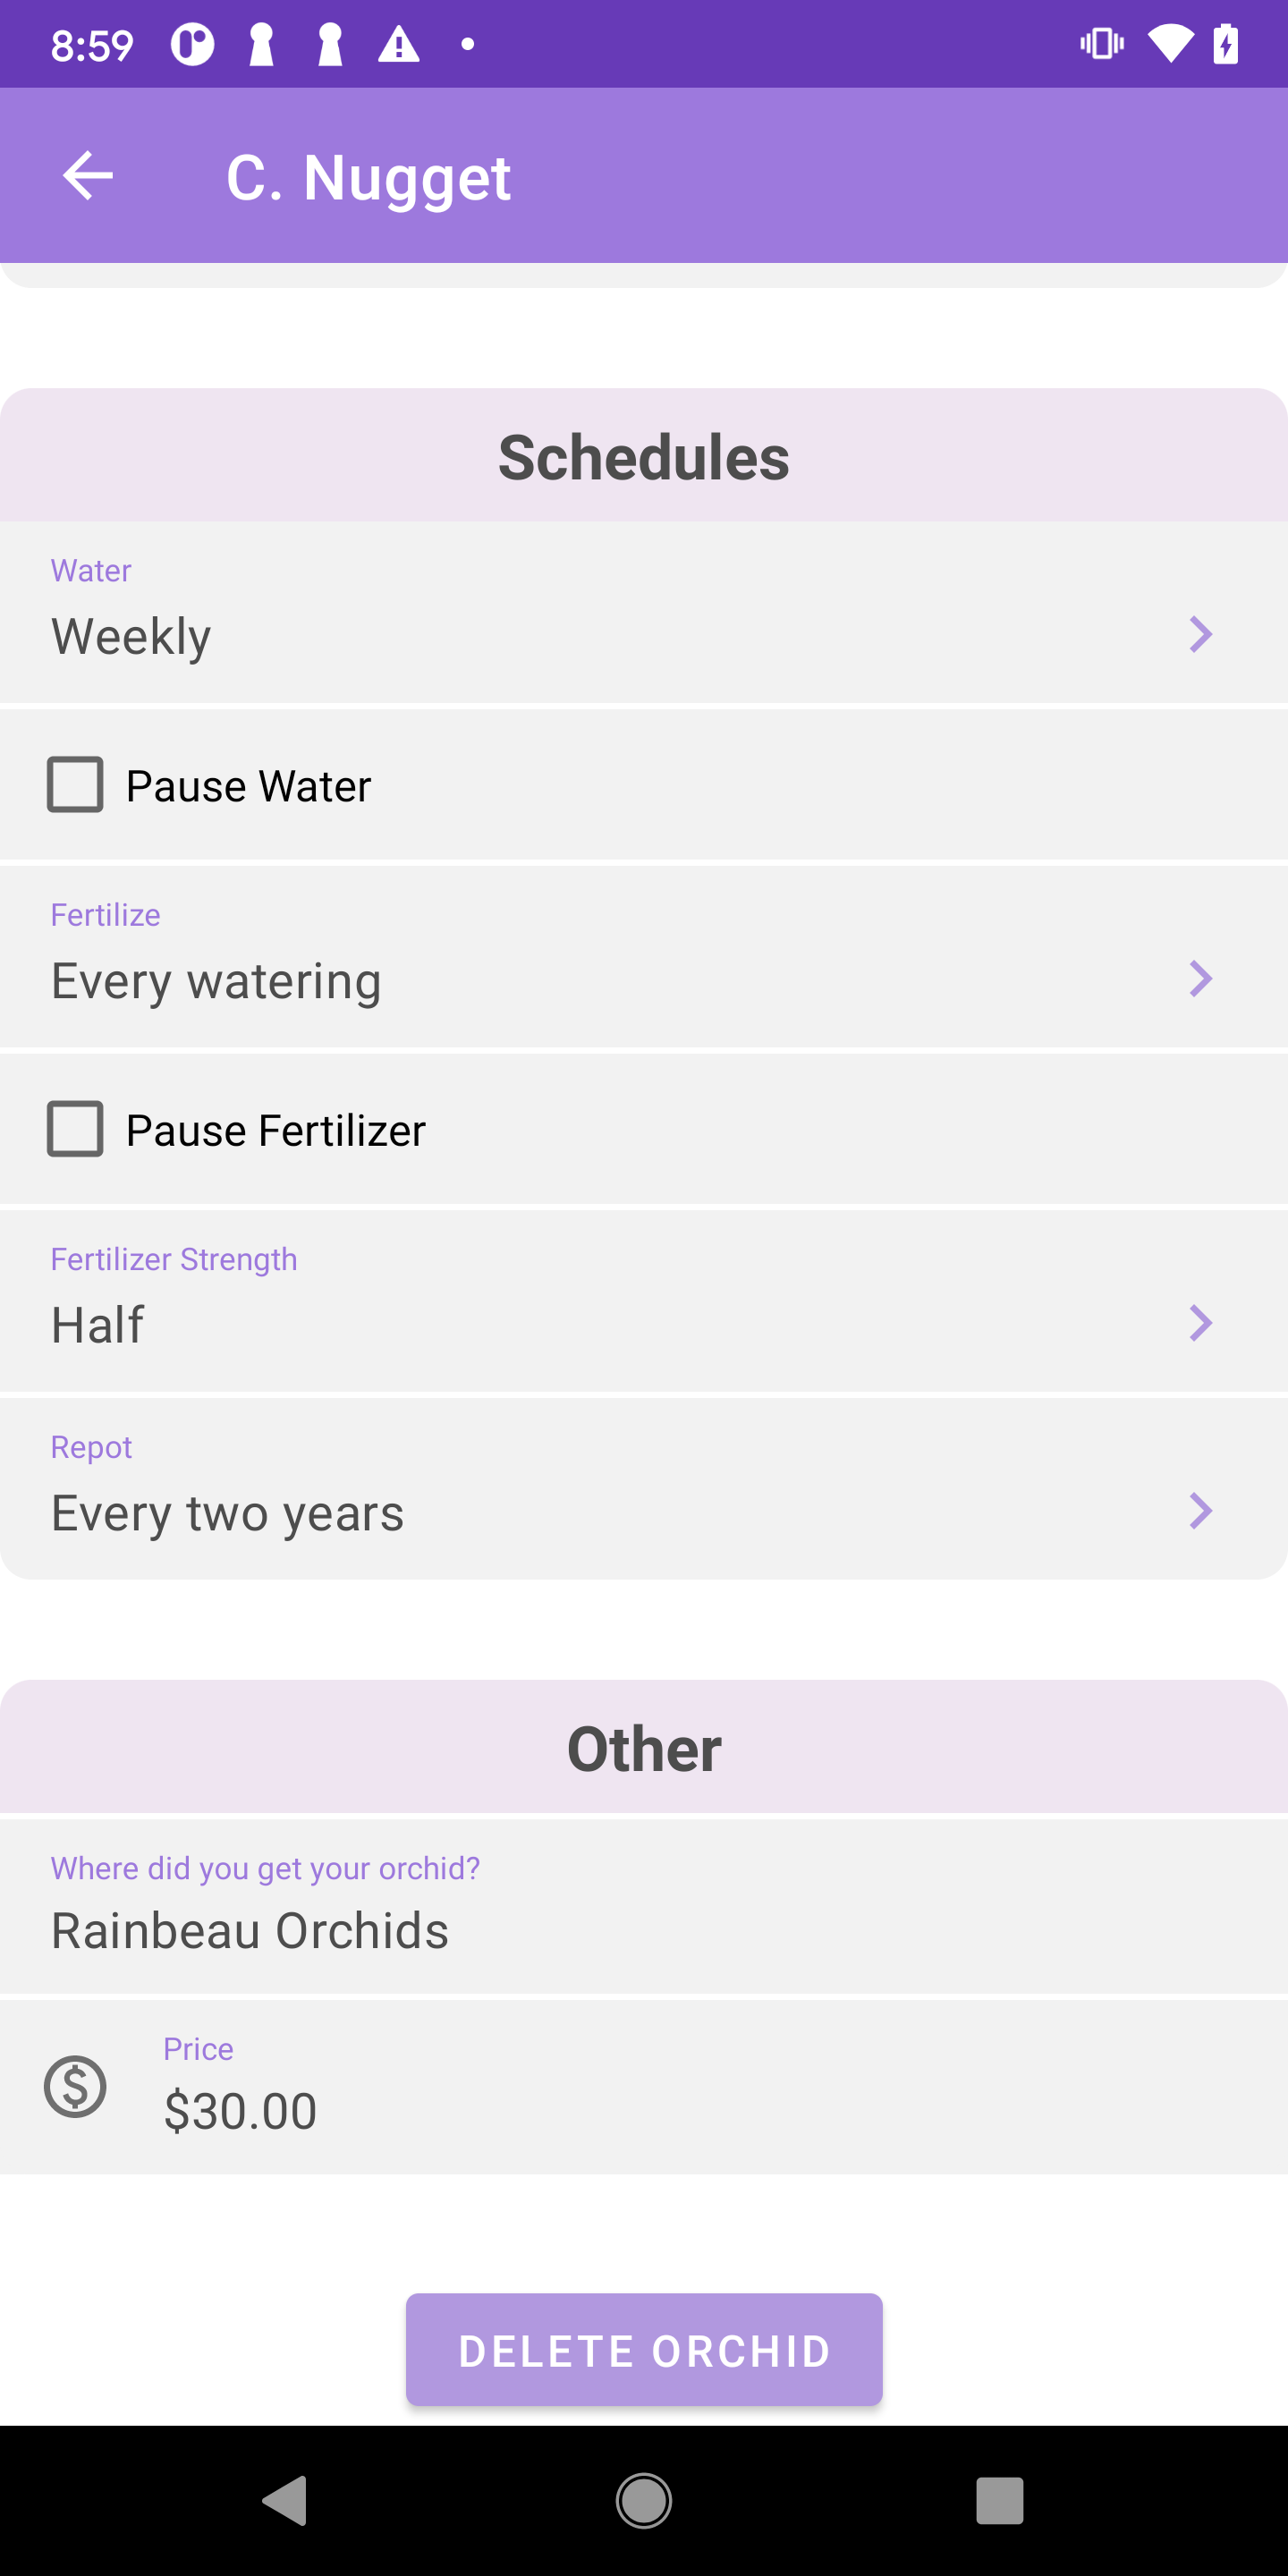 8:59
C. Nugget
Schedules
Water
Weekly
Pause Water
Fertilize
Every watering
Pause Fertilizer
Fertilizer Strength
Half
Repot
Every two years
Other
Where did you get your orchid?
Rainbeau Orchids
Price
$30.00
DELETE ORCHID